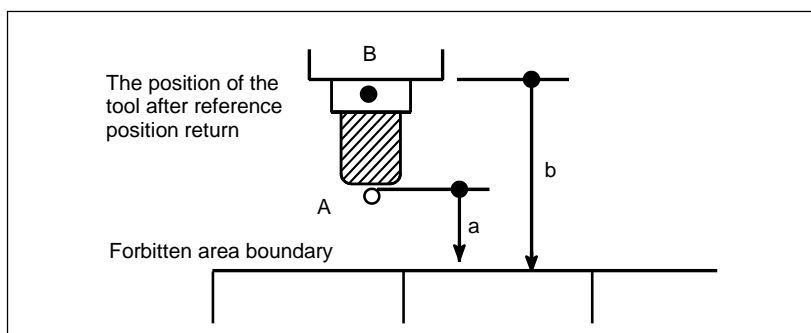 B
The position of the
tool after reference
position return
b
A
a
Forbitten area boundary